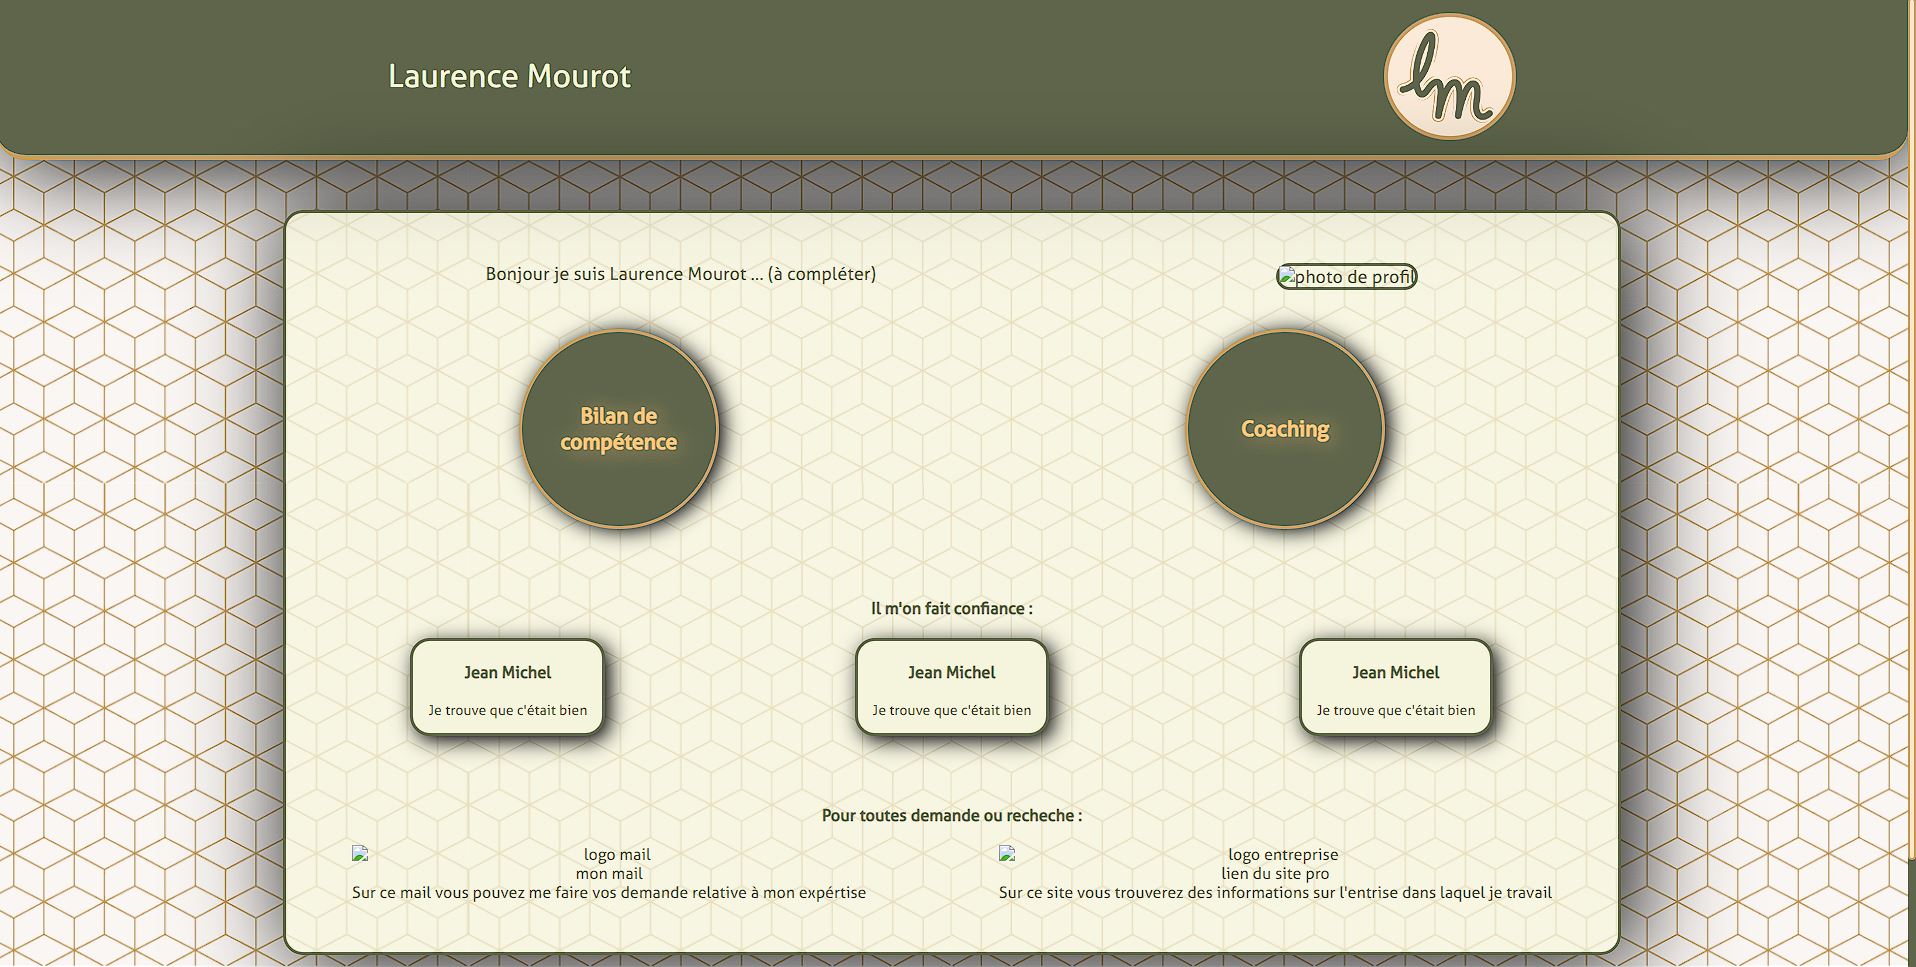 Laurence Mourot
lm
Bonjour je suis Laurence Mourot ... (à compléter)
photo de profil
Bilan de
compétence
Coaching
Il m'on fait confiance :
Jean Michel
Je trouve que c'était bien
Jean Michel
Je trouve que c'était bien
Jean Michel
Je trouve que c'était bien
Pour toutes demande ou recheche :
logo mail
mon mail
Sur ce mail vous pouvez me faire vos demande relative à mon expértise
logo entreprise
lien du site pro
Sur ce site vous trouverez des informations sur l'entrise dans laquel je travail